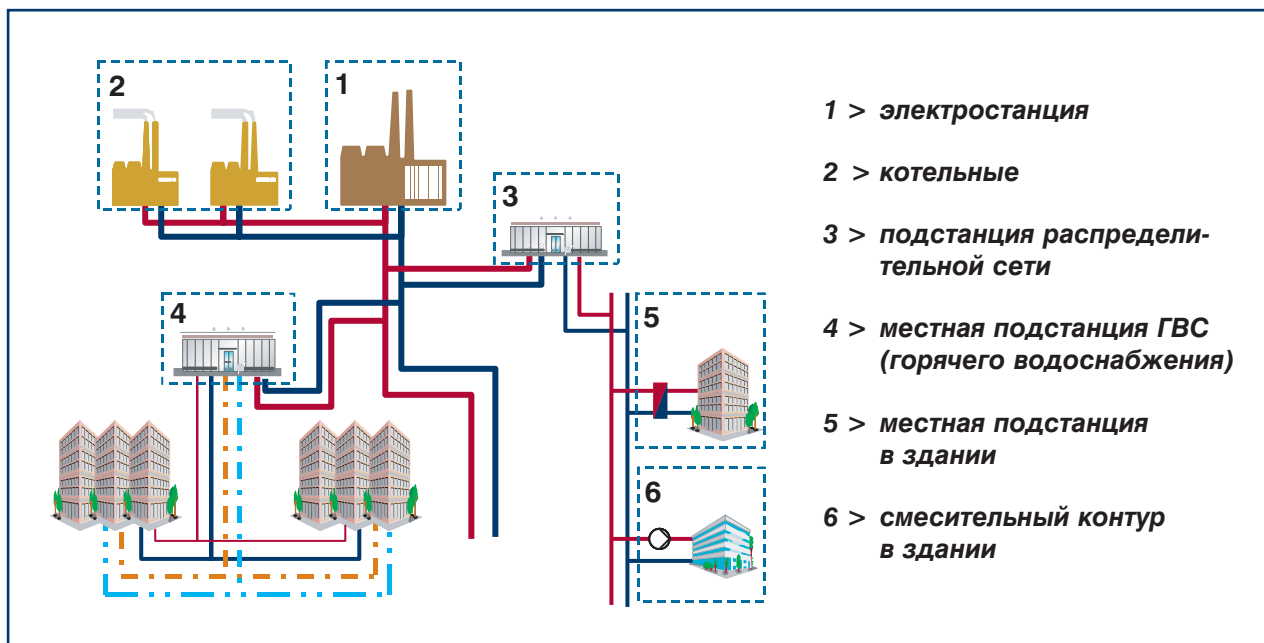 2
1
3
4
5
6
1 > электростанция
2 > котельные
3 > подстанция распредели-
тельной сети
4 > местная подстанция ГВС
(горячего водоснабжения)
5 > местная подстанция
в здании
6 > смесительный контур
в здании